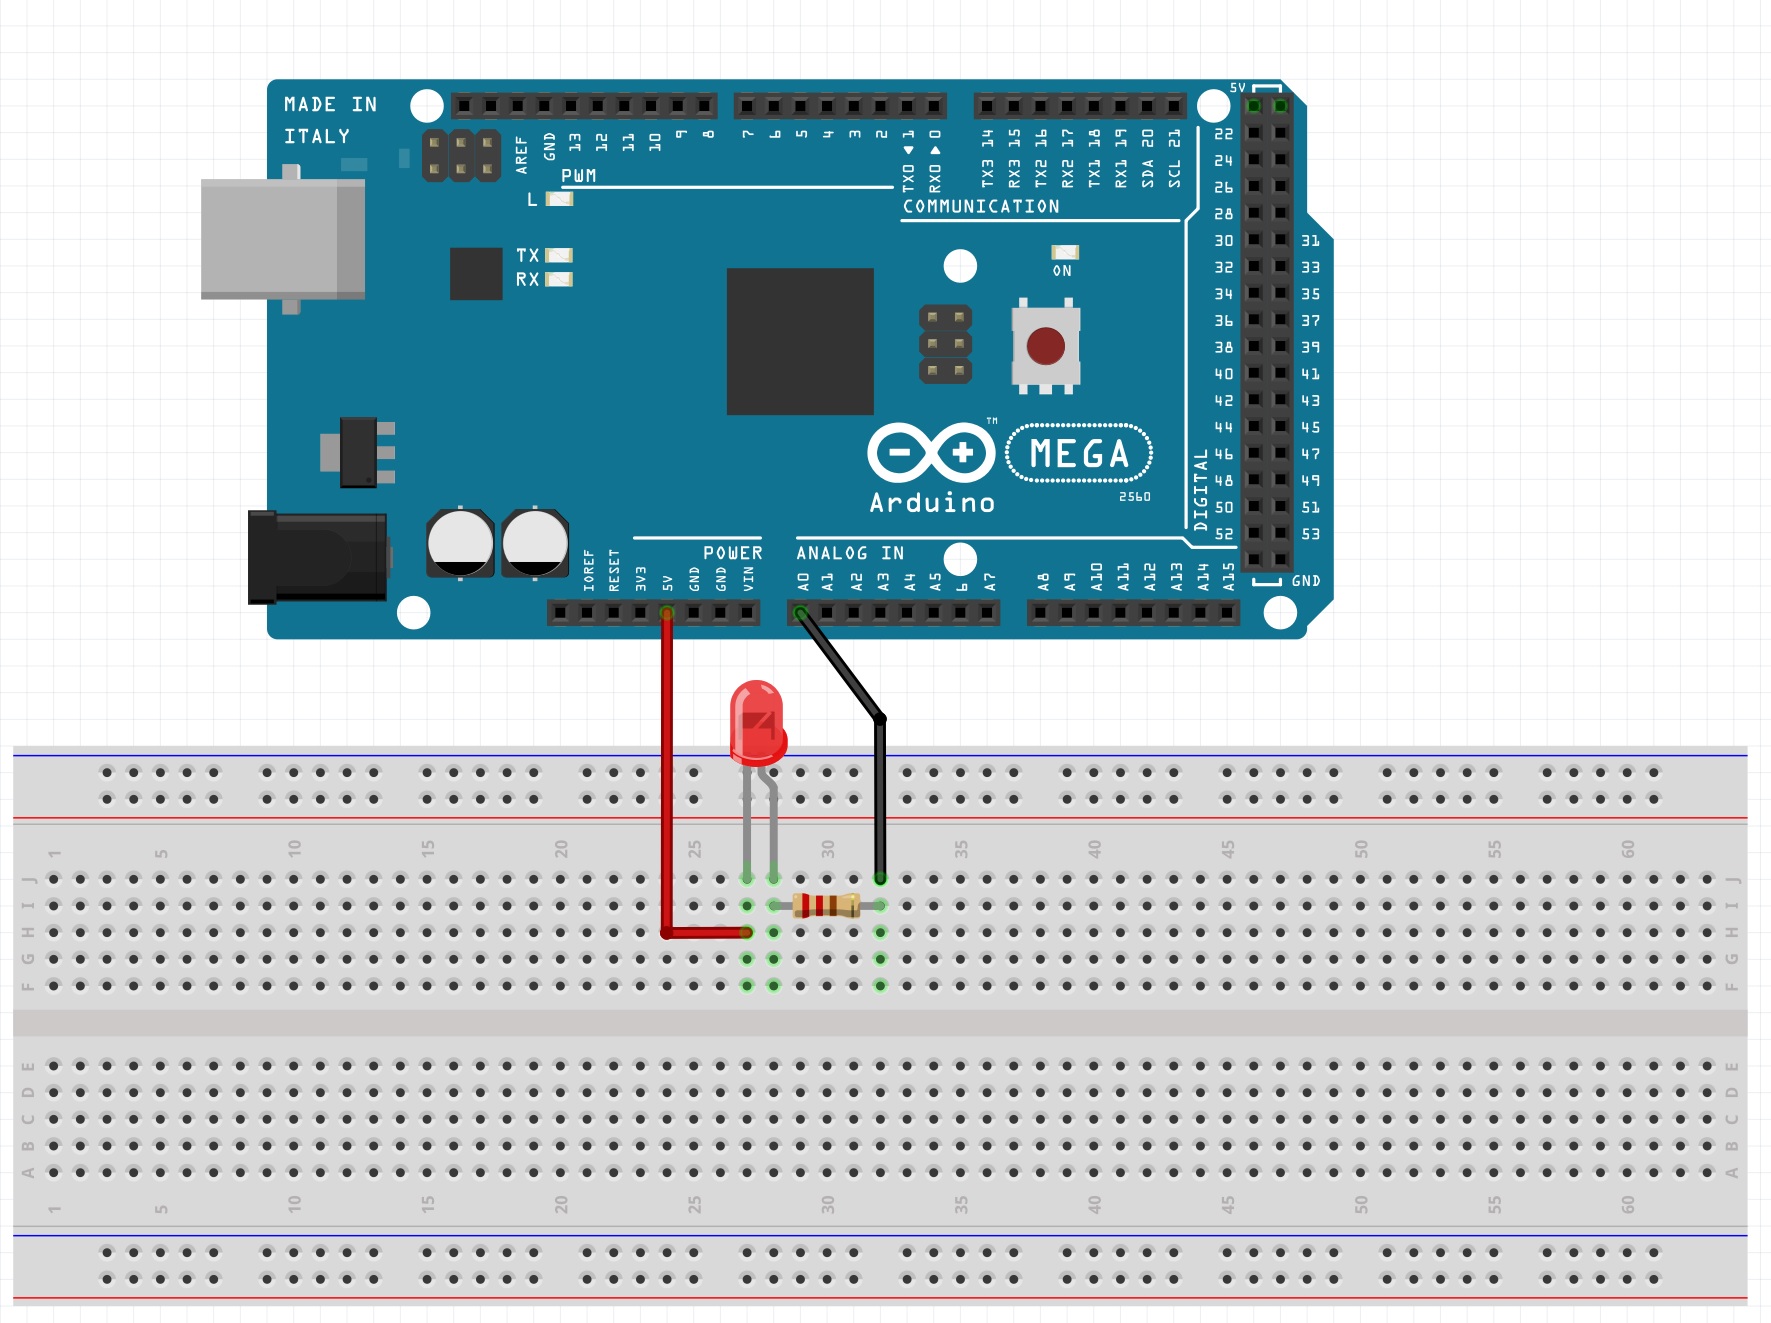 MADE IN
ITALY
AREF
GND
13
12
11
10
9
8
7
6
5
4
3
2
TX0 1
RX0 0
TX3 14
RX3 15
TX2 16
RX2 17
TX1 18
RX1 19
SDA 20
SCL 21
PWM
COMMUNICATION
L
TX
RX
ON
5V
22
24
26
28
30 31
32 33
34 35
36 37
38 39
40 41
42 43
44 45
46 47
48 49
50 51
52 53
GND
DIGITAL
TM
MEGA
Arduino
2560
POWER
ANALOG IN
IOREF
RESET
3V3
5V
GND
GND
VIN
A0
A1
A2
A3
A4
A5
6
A7
A8
A9
A10
A11
A12
A13
A14
A15
1 5 10 15 20 25 30 35 40 45 50 55 60
J J
I I
H H
G G
F F
E E
D D
C C
B B
A A
1 5 10 15 20 25 30 35 40 45 50 55 60